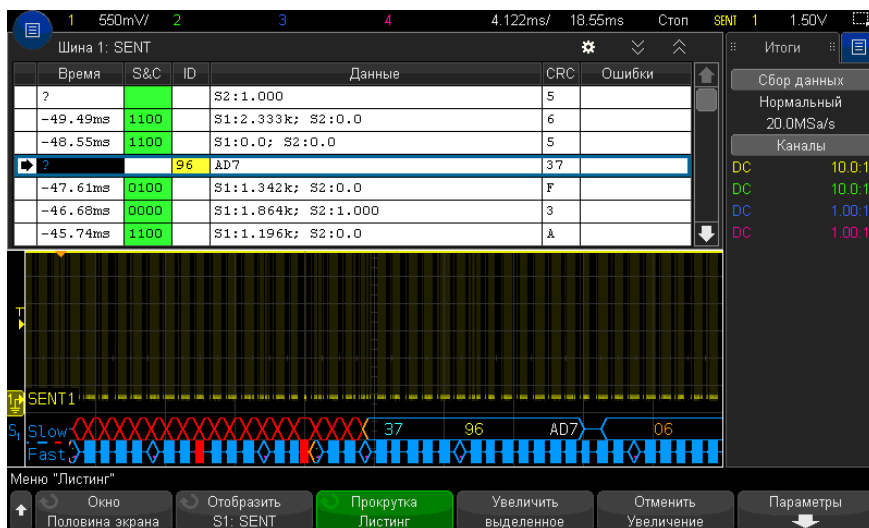 1 550mV/ 2 3 4 4.122ms/ 18.55ms Стоп SENT 1 1.50V
Шина 1: SENT
Итоги
Время S&C ID Данные CRC Ошибки
? S2:1.000 5
-49.49ms 1100 S1:2.333k; S2:0.0 6
-48.55ms 1100 S1:0.0; S2:0.0 5
? 96 AD7 37
-47.61ms 0100 S1:1.342k; S2:0.0 F
-46.68ms 0000 S1:1.864k; S2:1.000 3
-45.74ms 1100 S1:1.196k; S2:0.0 A
Сбор данных
Нормальный
20.0MSa/s
Каналы
DC 10.0:1
DC 10.0:1
DC 1.00:1
DC 1.00:1
T
SENT1
S1 Slow 37 96 AD7 06
Fast
Меню "Листинг"
Окно
Половина экрана
Отобразить
S1: SENT
Прокрутка
Листинг
Увеличить
выделенное
Отменить
Увеличение
Параметры